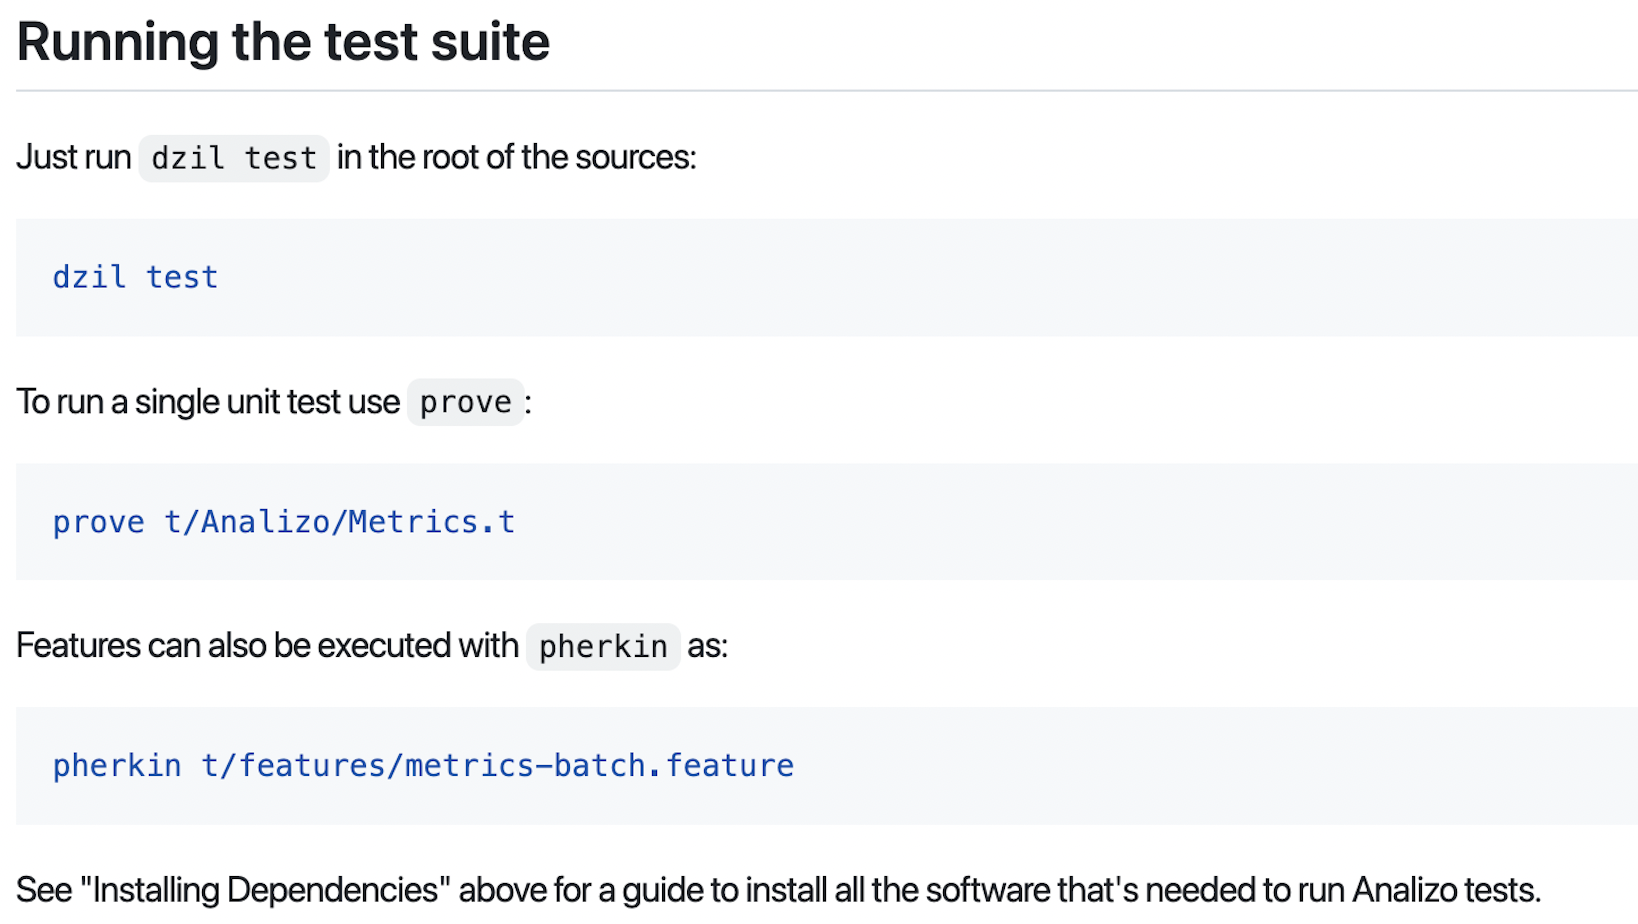 Running the test suite
Just run dzil test in the root of the sources:
dzil test
To run a single unit test use prove :
prove t/Analizo/Metrics.t
Features can also be executed with pherkin as:
pherkin t/features/metrics-batch.feature
See "Installing Dependencies" above for a guide to install all the software that's needed to run Analizo tests.